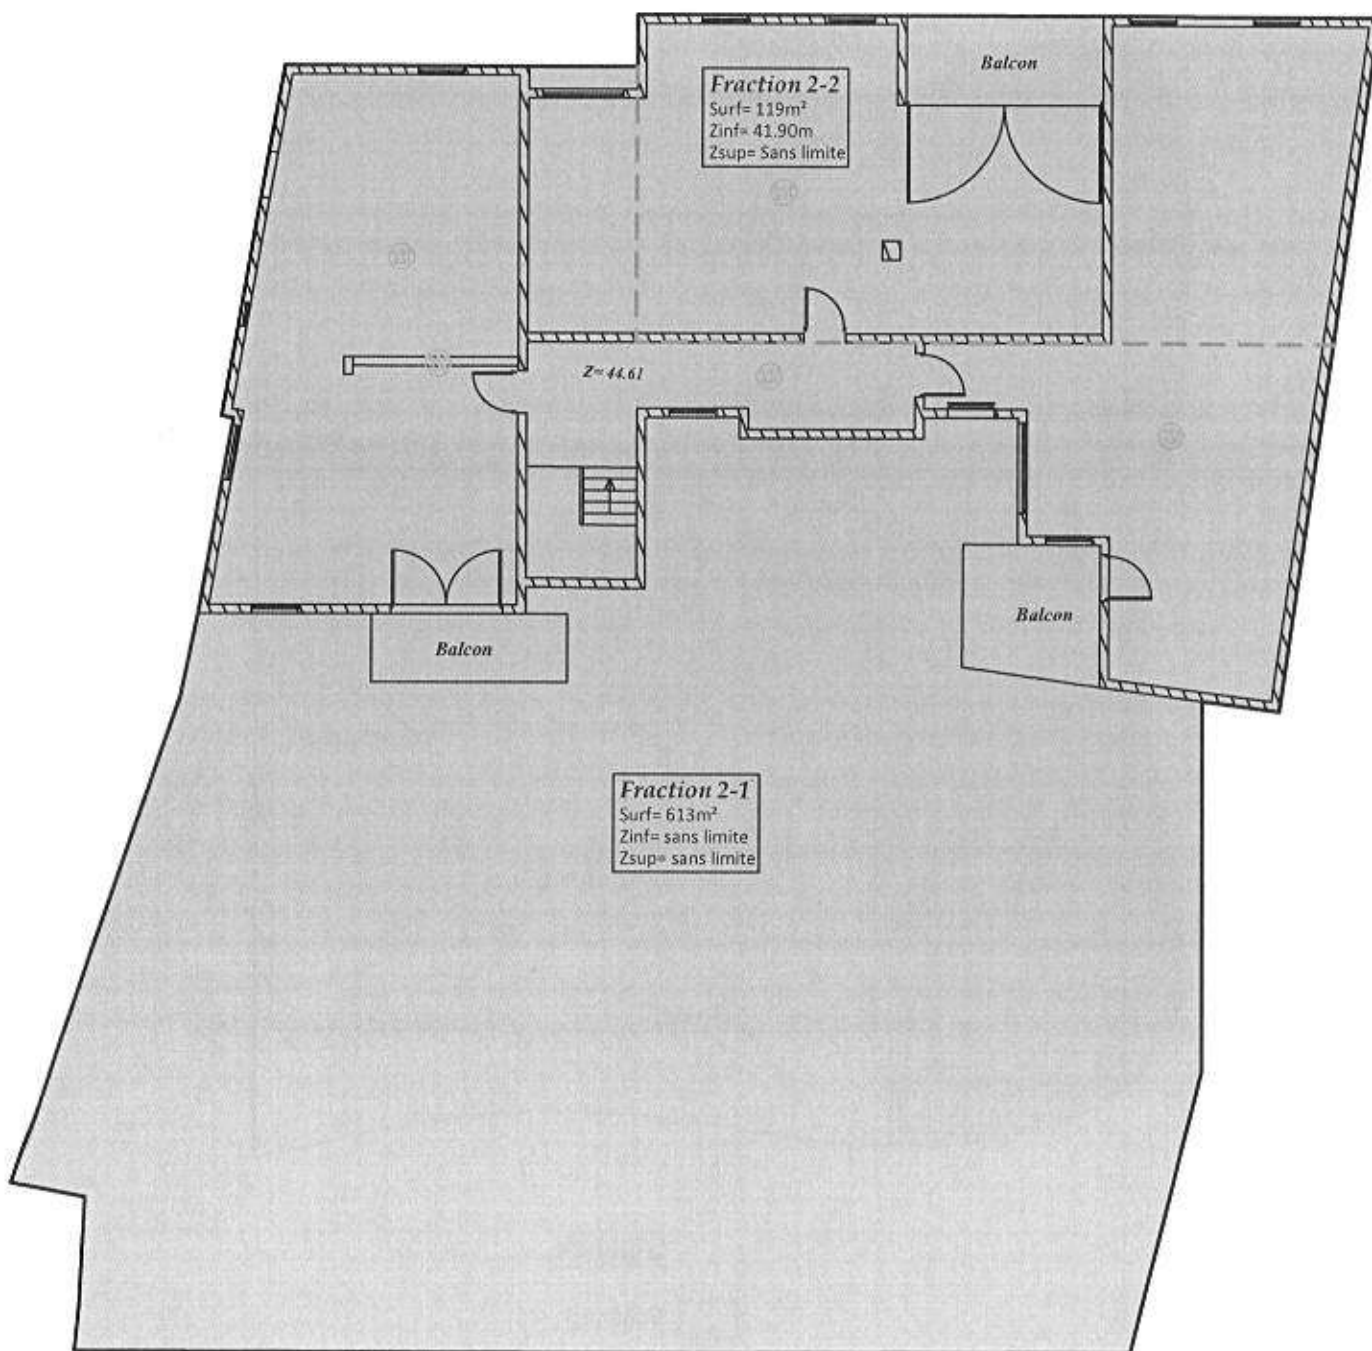 Balcon
Fraction 2-2
Surf= 119m²
Zinf= 41.90m
Zsup= Sans limite
Z= 44.61
Balcon
Balcon
Fraction 2-1
Surf= 613m²
Zinf= sans limite
Zsup= sans limite